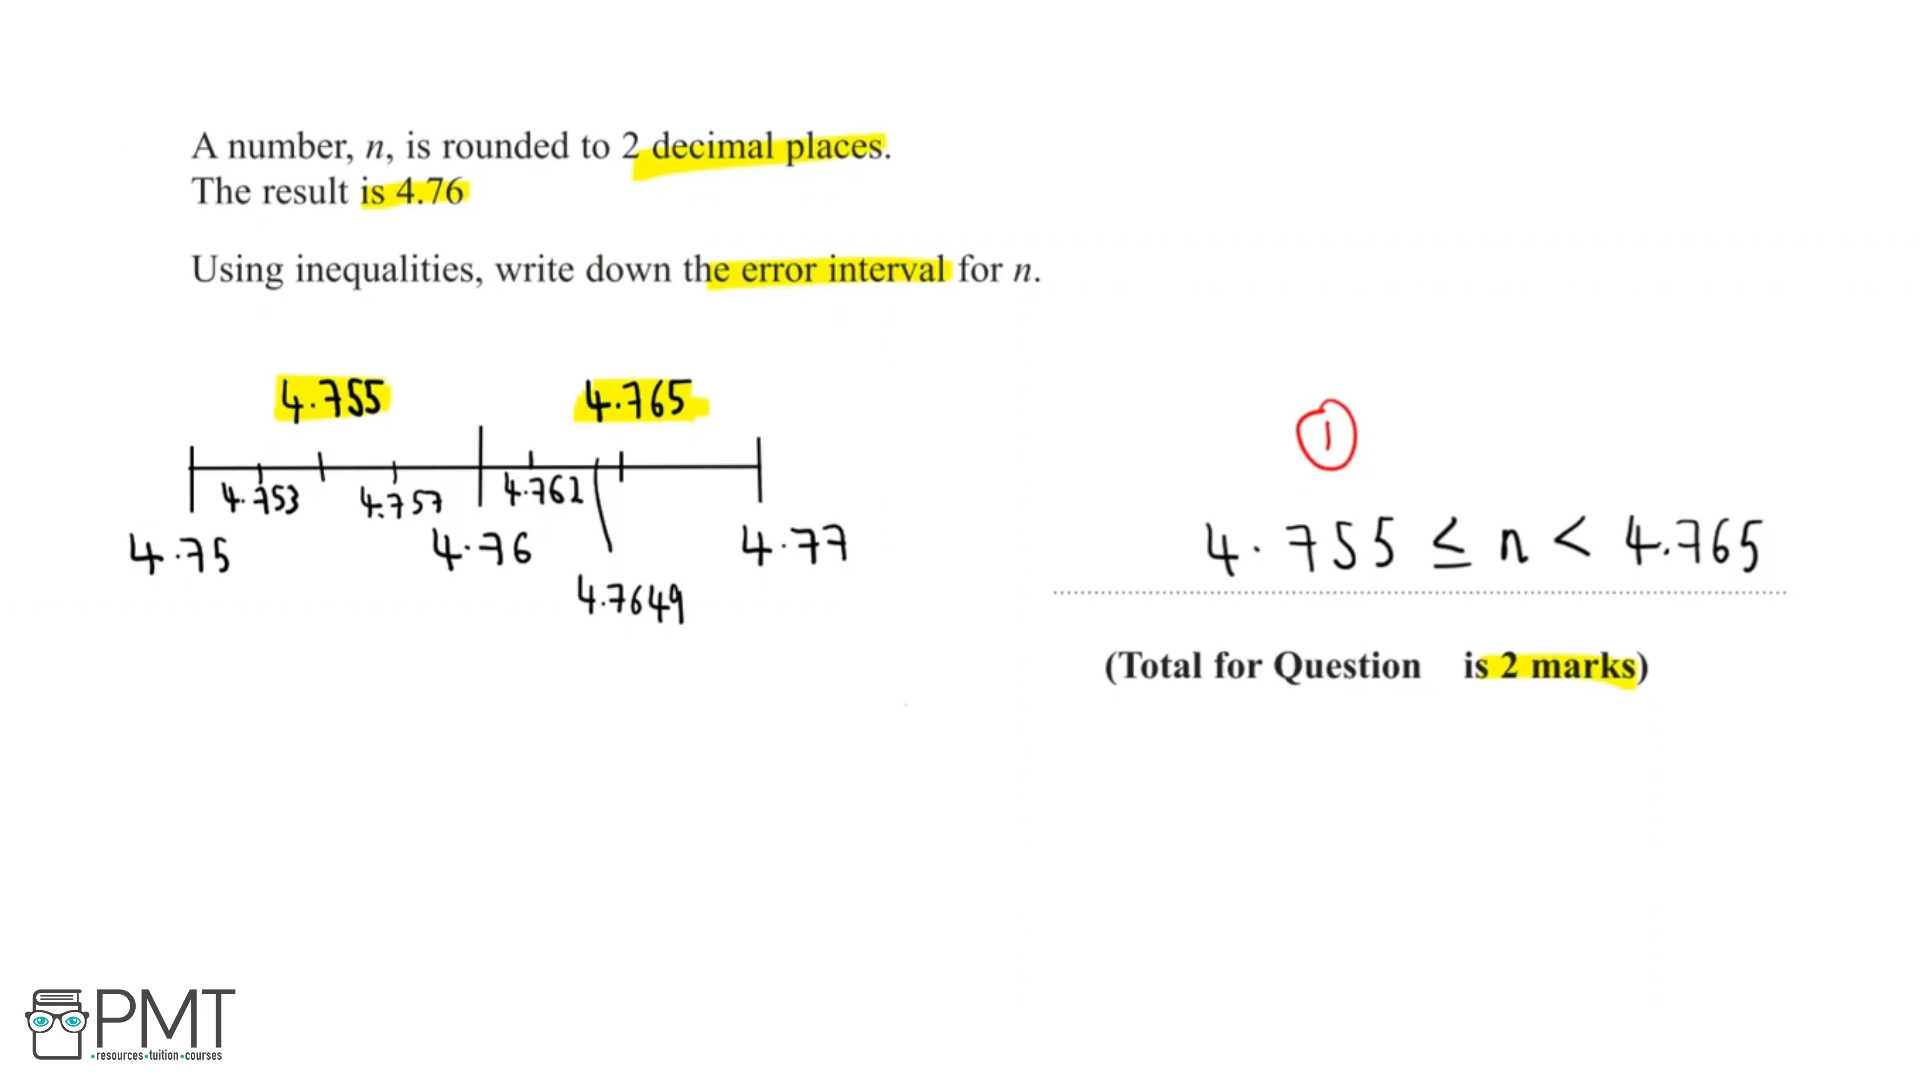 A number, n, is rounded to 2 decimal places.
The result is 4.76
Using inequalities, write down the error interval for n.
4.755 4.765
4.753 4.757 4.762
4.75 4.76 4.77
4.7649
1
4.755 ≤ n < 4.765
(Total for Question is 2 marks)
PMT
•resources•tuition•courses